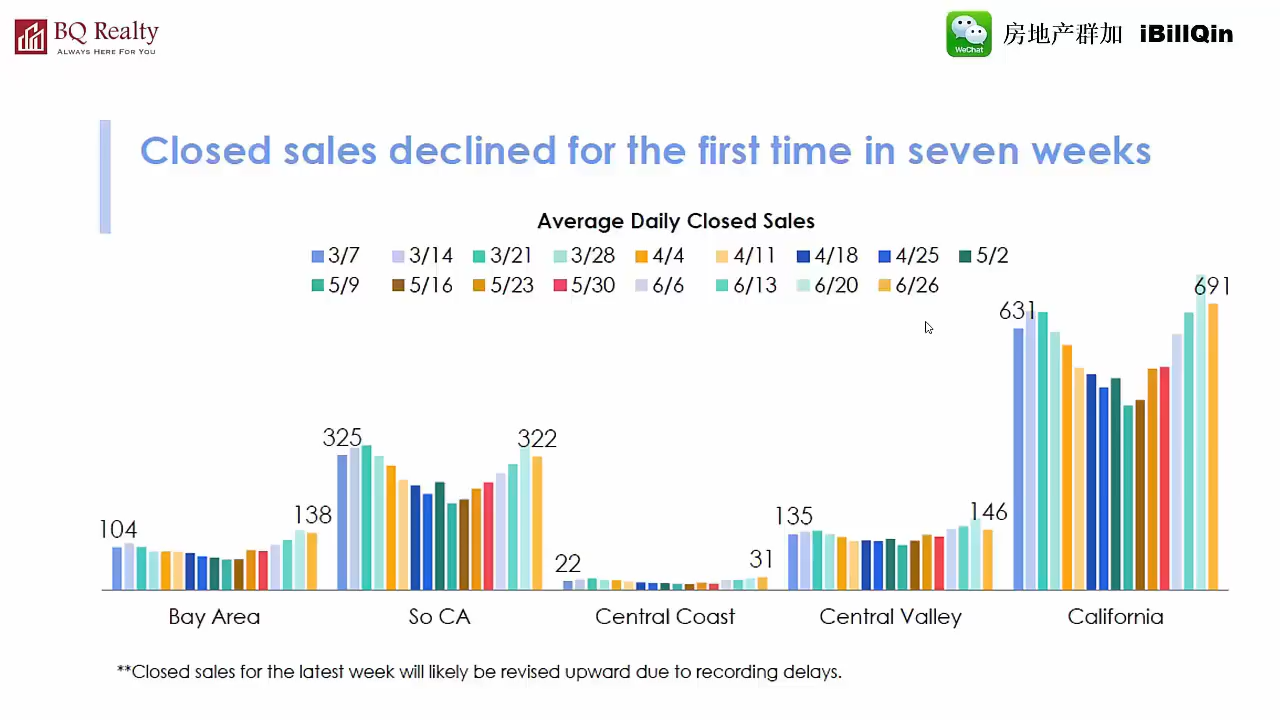 BQ Realty
ALWAYS HERE FOR YOU
WeChat
房地产群加 iBillQin
Closed sales declined for the first time in seven weeks
Average Daily Closed Sales
3/7 3/14 3/21 3/28 4/4 4/11 4/18 4/25 5/2
5/9 5/16 5/23 5/30 6/6 6/13 6/20 6/26
104 138 325 322 22 31 135 146 631 691
Bay Area So CA Central Coast Central Valley California
**Closed sales for the latest week will likely be revised upward due to recording delays.